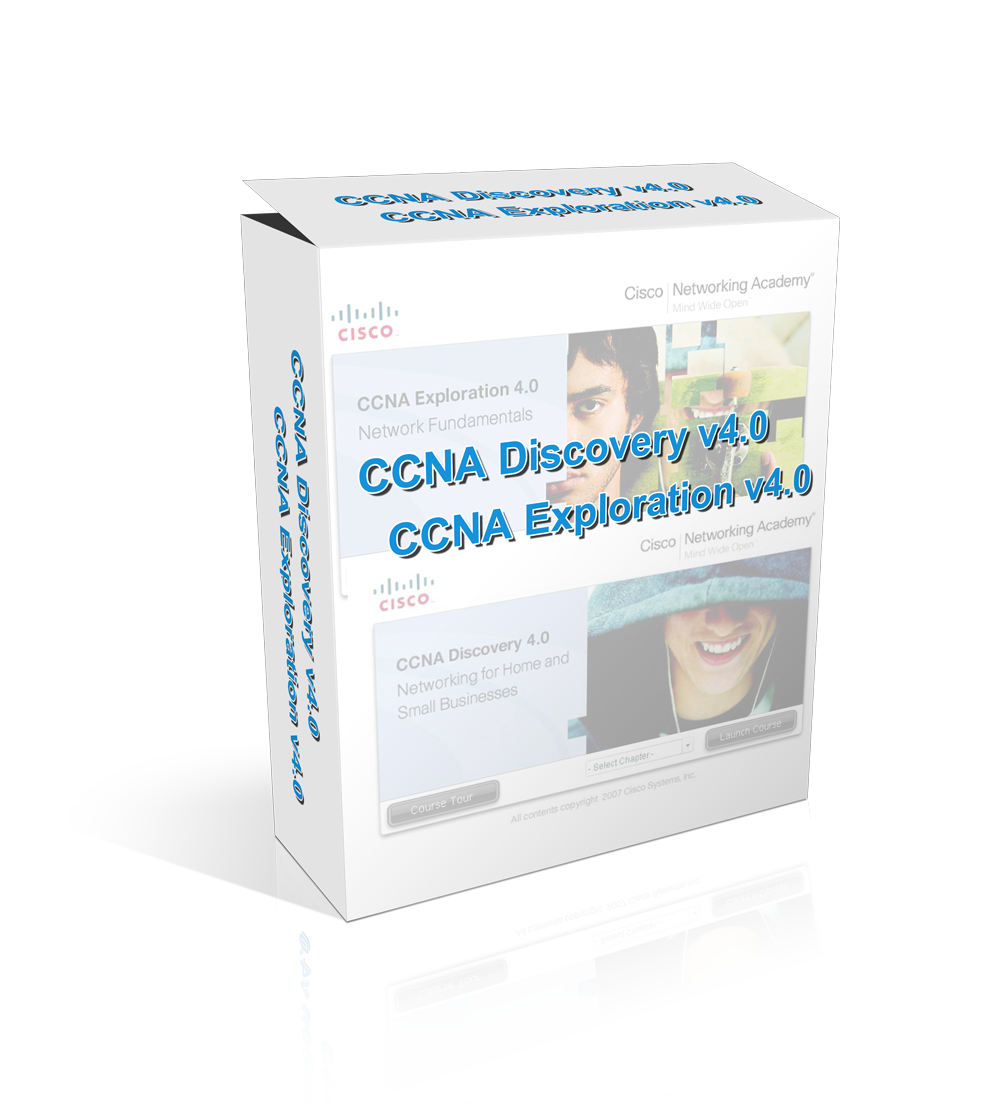 CCNA Discovery v4.0
CCNA Exploration v4.0
CCNA Discovery v4.0
CCNA Exploration v4.0
CISCO
Cisco | Networking Academy®
Mind Wide Open
CCNA Exploration 4.0
Network Fundamentals
CCNA Discovery v4.0
CCNA Exploration v4.0
Cisco | Networking Academy®
Mind Wide Open
CISCO
CCNA Discovery 4.0
Networking for Home and
Small Businesses
- Select Chapter -
Launch Course
Course Tour
All contents copyright 2007 Cisco Systems, Inc.